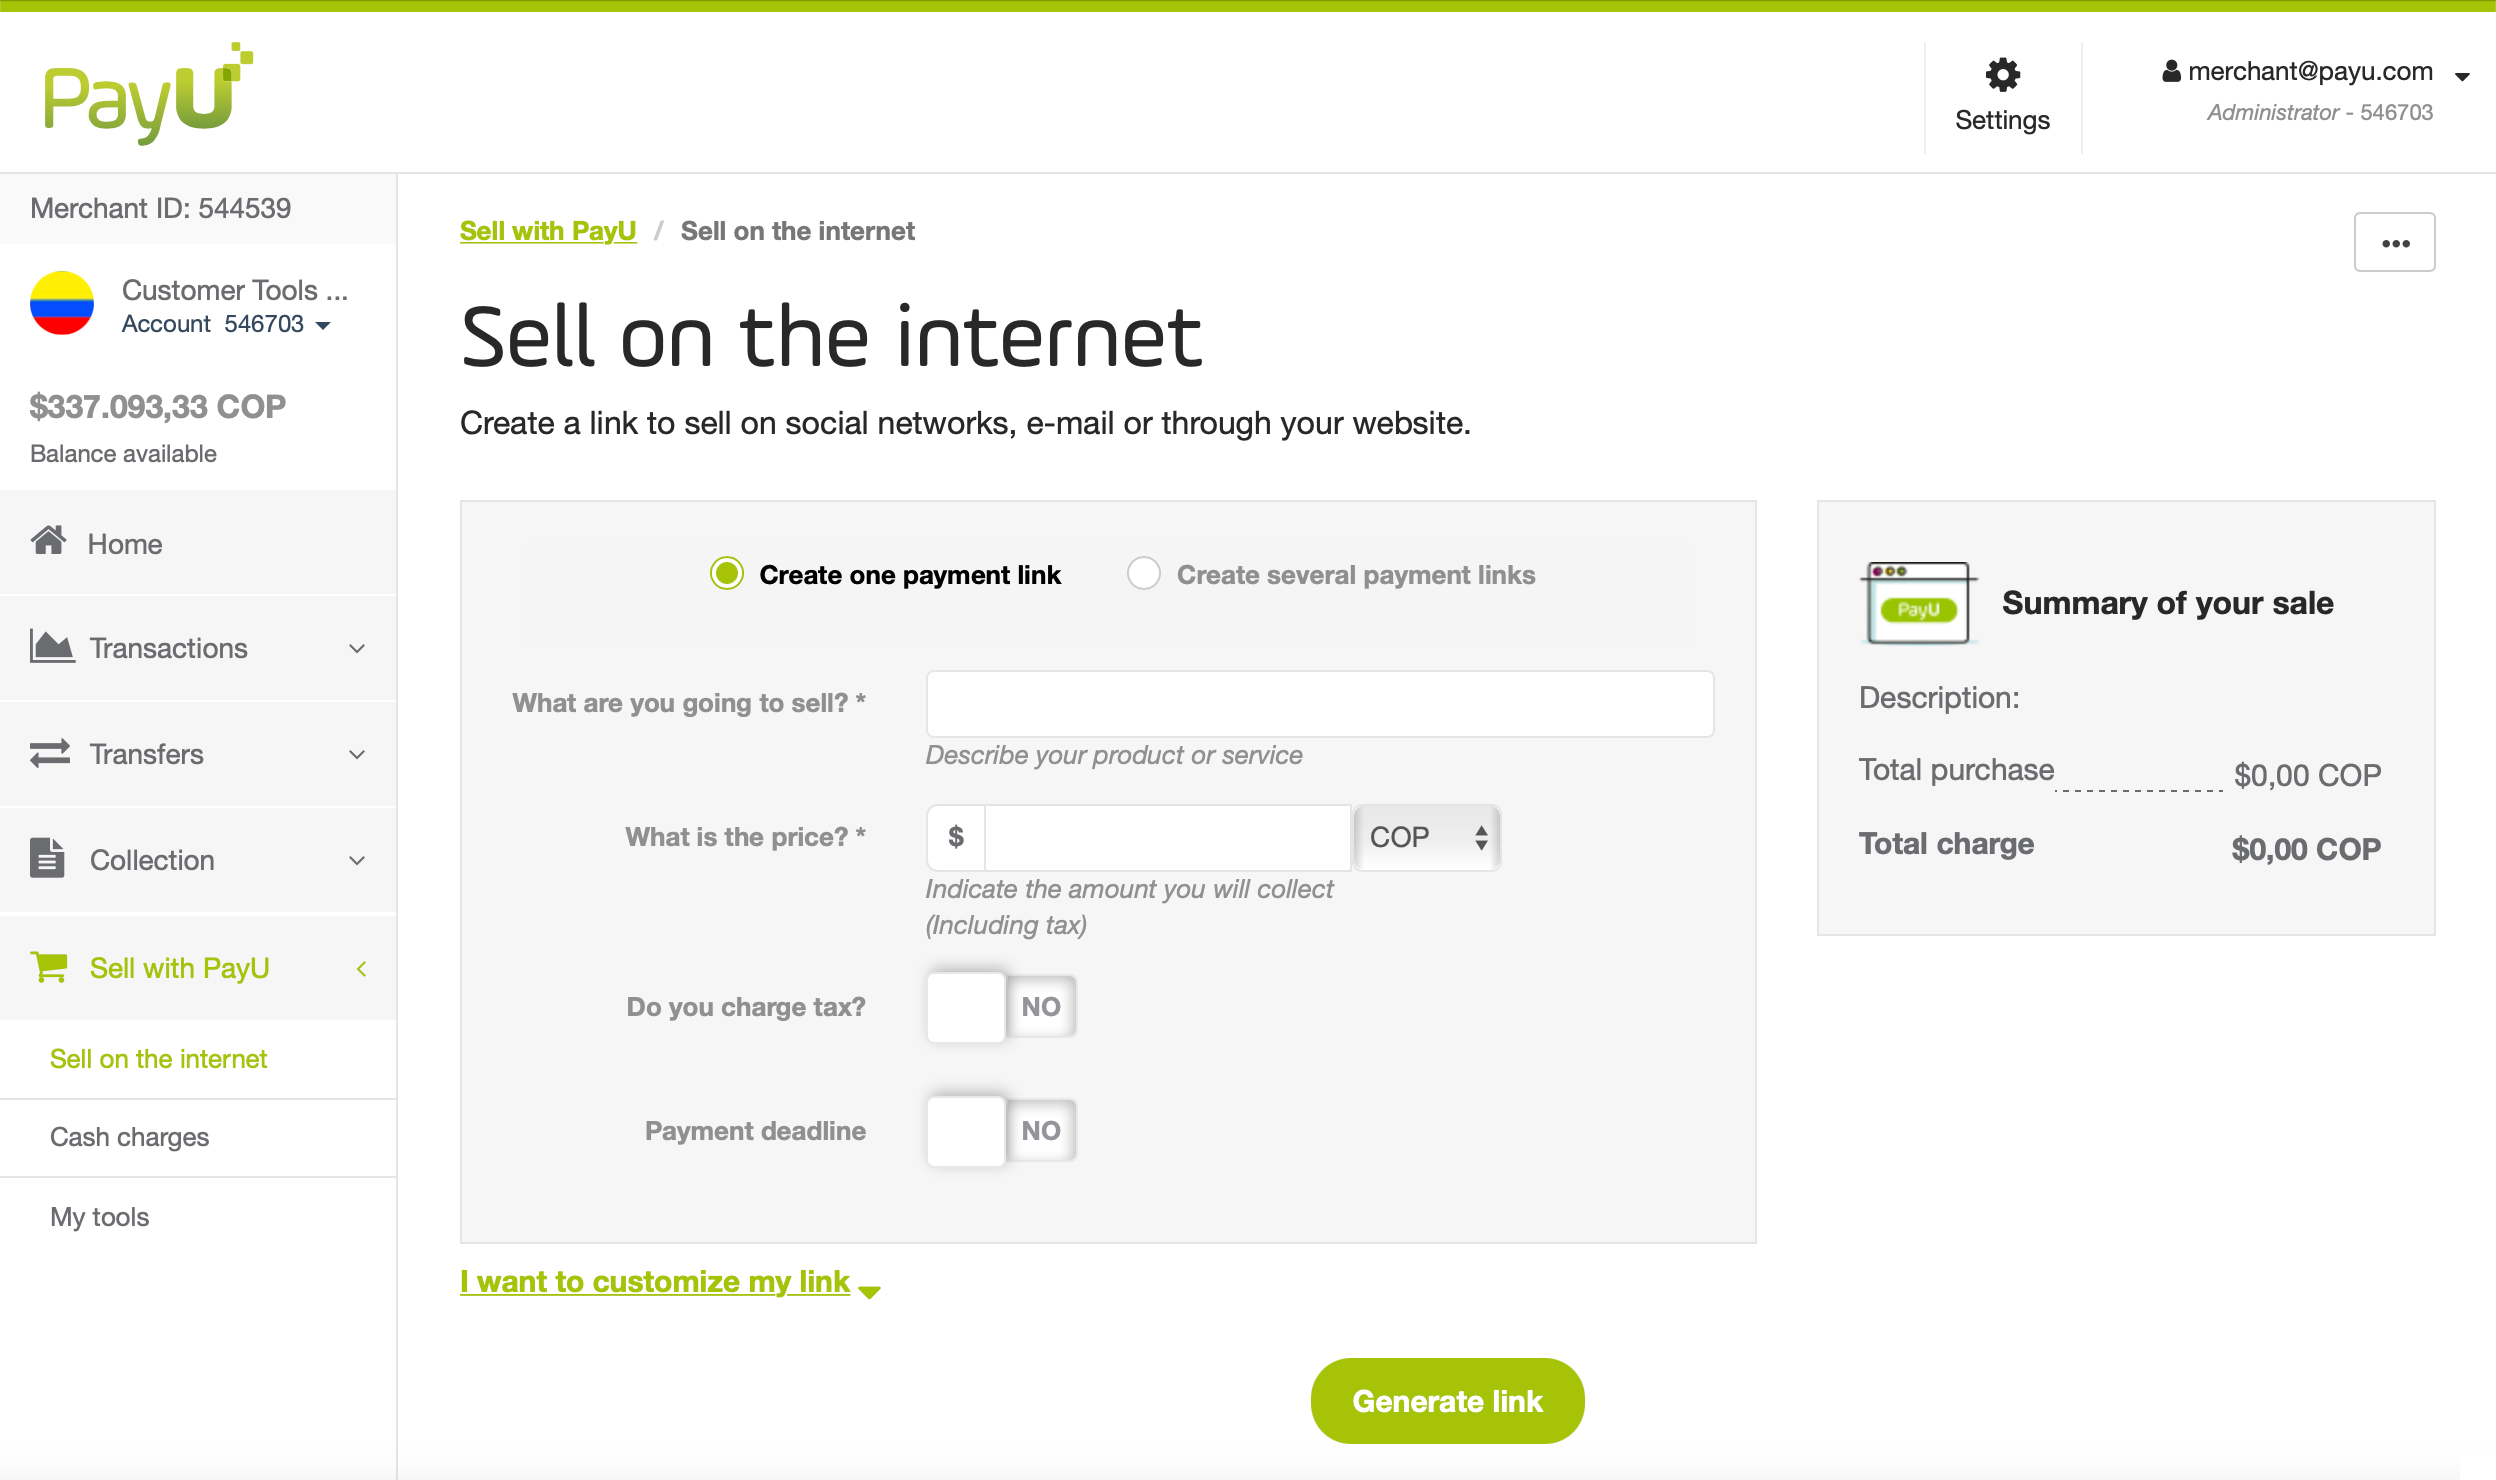 PayU
Settings
merchant@payu.com
Administrator - 546703
Merchant ID: 544539
Customer Tools ...
Account 546703
$337.093,33 COP
Balance available
Home
Transactions
Transfers
Collection
Sell with PayU
Sell on the internet
Cash charges
My tools
Sell with PayU / Sell on the internet
•••
Sell on the internet
Create a link to sell on social networks, e-mail or through your website.
Create one payment link
Create several payment links
What are you going to sell? *
Describe your product or service
What is the price? *
$
COP
Indicate the amount you will collect
(Including tax)
Do you charge tax?
NO
Payment deadline
NO
I want to customize my link
Generate link
PayU
Summary of your sale
Description:
Total purchase $0,00 COP
Total charge $0,00 COP